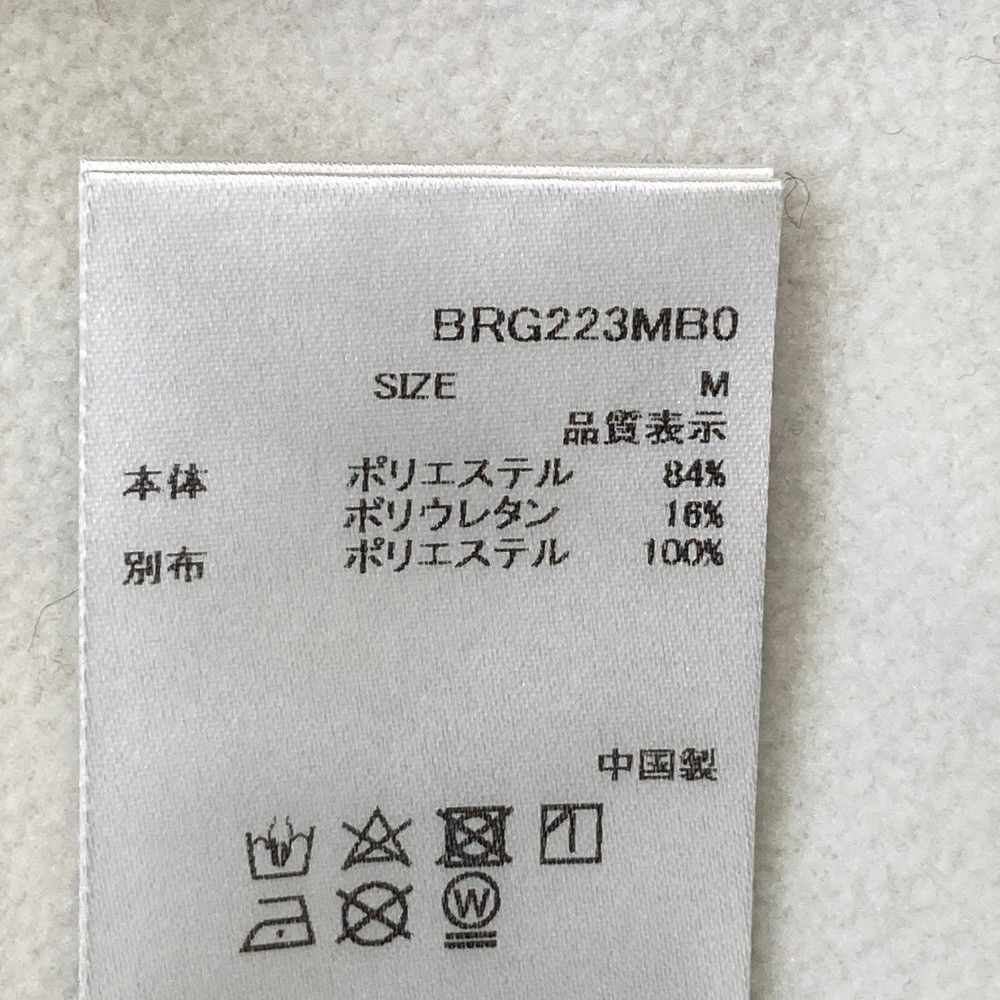 BRG223MB0
SIZE M
品質表示
本体 ポリエステル 84%
ポリウレタン 16%
別布 ポリエステル 100%
中国製
W